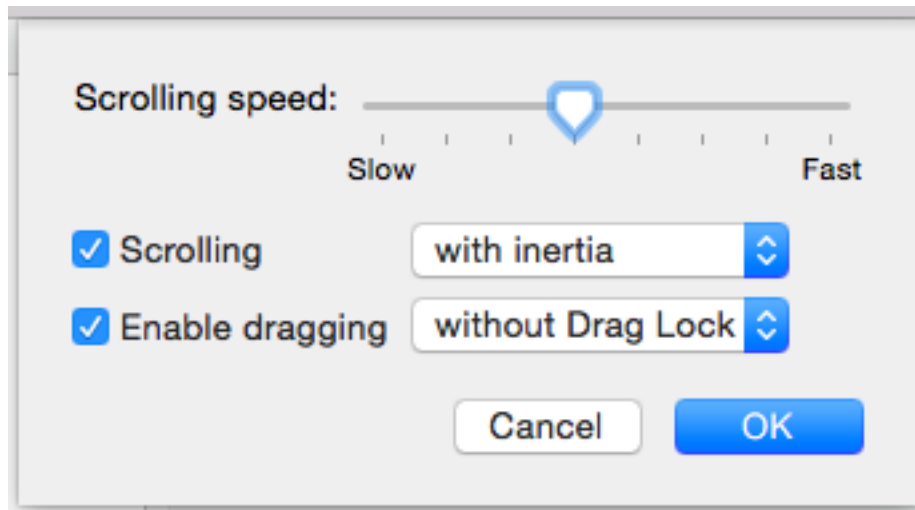 Scrolling speed:
Slow Fast
Scrolling with inertia
Enable dragging without Drag Lock
Cancel OK